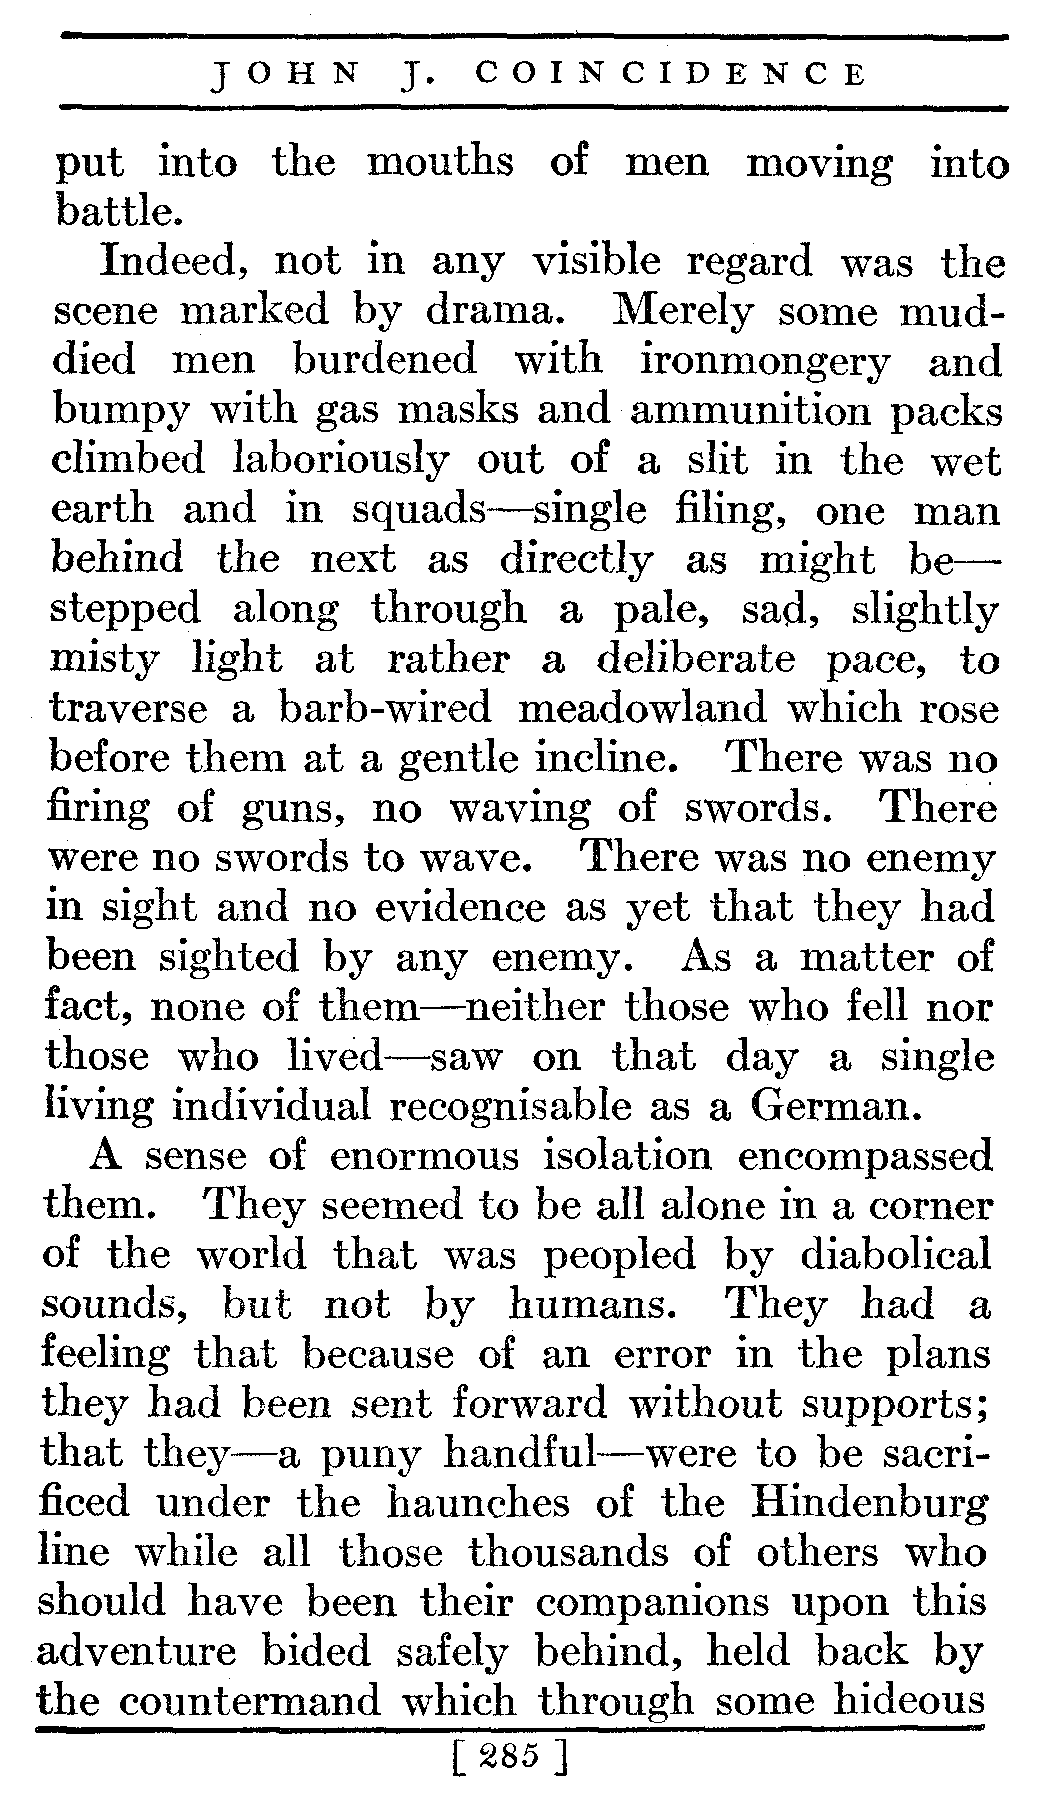 JOHN J. COINCIDENCE
put into the mouths of men moving into
battle.
Indeed, not in any visible regard was the
scene marked by drama. Merely some mud-
died men burdened with ironmongery and
bumpy with gas masks and ammunition packs
climbed laboriously out of a slit in the wet
earth and in squads—single filing, one man
behind the next as directly as might be—
stepped along through a pale, sad, slightly
misty light at rather a deliberate pace, to
traverse a barb-wired meadowland which rose
before them at a gentle incline. There was no
firing of guns, no waving of swords. There
were no swords to wave. There was no enemy
in sight and no evidence as yet that they had
been sighted by any enemy. As a matter of
fact, none of them—neither those who fell nor
those who lived—saw on that day a single
living individual recognisable as a German.
A sense of enormous isolation encompassed
them. They seemed to be all alone in a corner
of the world that was peopled by diabolical
sounds, but not by humans. They had a
feeling that because of an error in the plans
they had been sent forward without supports;
that they—a puny handful—were to be sacri-
ficed under the haunches of the Hindenburg
line while all those thousands of others who
should have been their companions upon this
adventure bided safely behind, held back by
the countermand which through some hideous
[ 285 ]